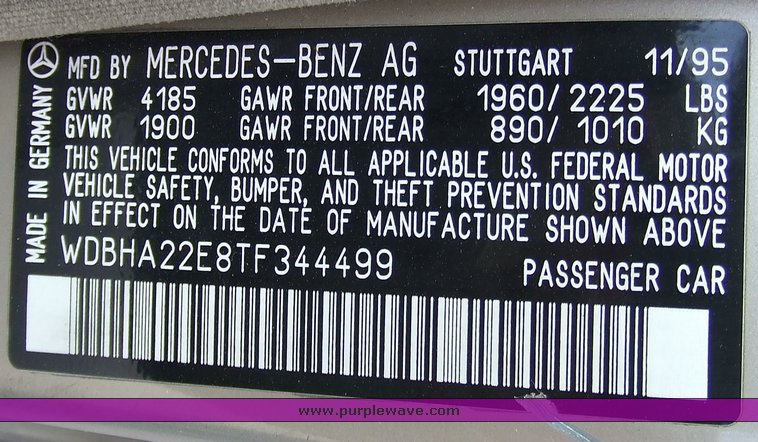 MFD BY MERCEDES-BENZ AG STUTTGART 11/95
GVWR 4185 GAWR FRONT/REAR 1960/2225 LBS
GVWR 1900 GAWR FRONT/REAR 890/1010 KG
THIS VEHICLE CONFORMS TO ALL APPLICABLE U.S. FEDERAL MOTOR
VEHICLE SAFETY, BUMPER, AND THEFT PREVENTION STANDARDS
IN EFFECT ON THE DATE OF MANUFACTURE SHOWN ABOVE
WDBHA22E8TF344499 PASSENGER CAR
MADE IN GERMANY
www.purplewave.com